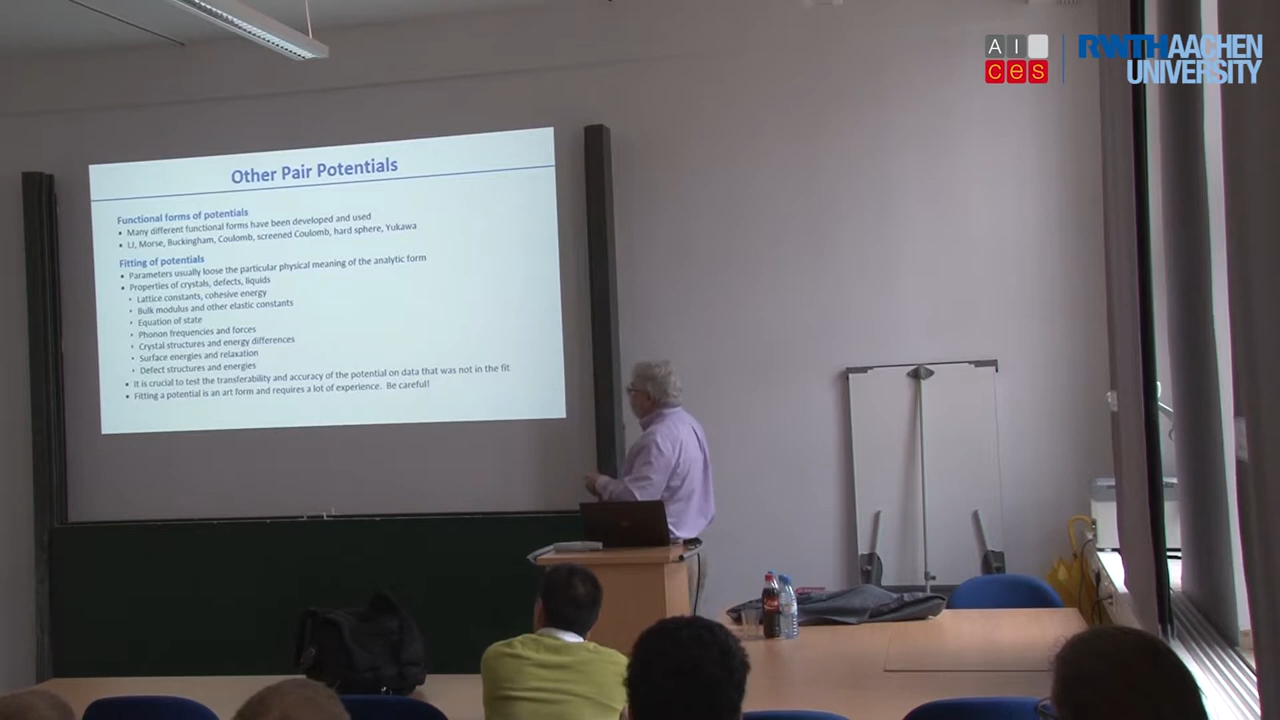 AI
ces
RWTHAACHEN
UNIVERSITY
Other Pair Potentials
Functional forms of potentials
• Many different functional forms have been developed and used
• LJ, Morse, Buckingham, Coulomb, screened Coulomb, hard sphere, Yukawa
Fitting of potentials
• Parameters usually loose the particular physical meaning of the analytic form
• Properties of crystals, defects, liquids
• Lattice constants, cohesive energy
• Bulk modulus and other elastic constants
• Equation of state
• Phonon frequencies and forces
• Crystal structures and energy differences
• Surface energies and relaxation
• Defect structures and energies
• It is crucial to test the transferability and accuracy of the potential on data that was not in the fit
• Fitting a potential is an art form and requires a lot of experience. Be careful!